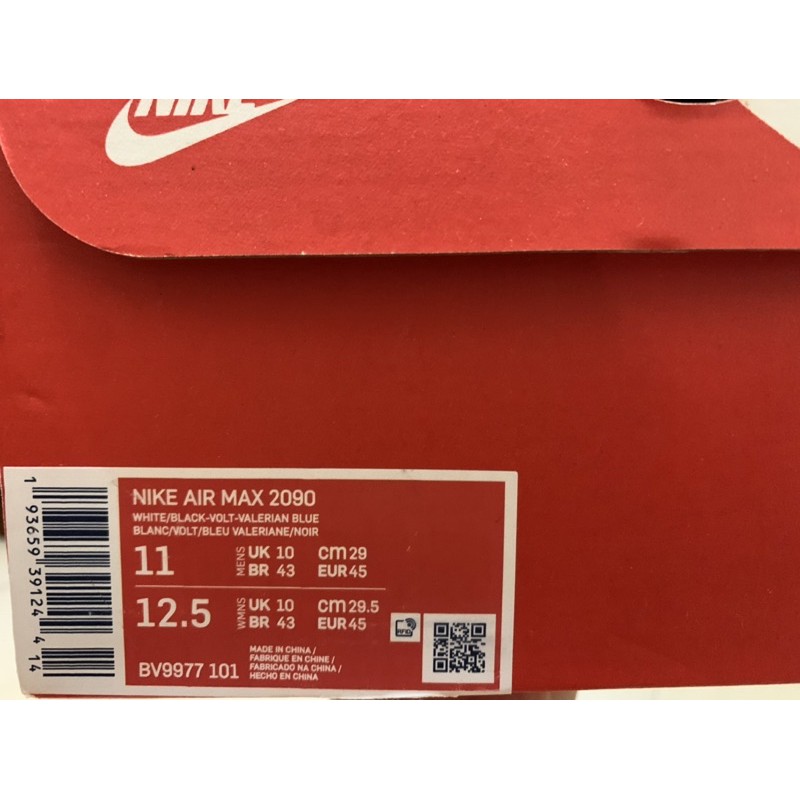 NIKE
NIKE AIR MAX 2090
WHITE/BLACK-VOLT-VALERIAN BLUE
BLANC/VOLT/BLEU VALERIANE/NOIR
11 MENS UK 10 cm 29
BR 43 EUR 45
12.5 WMNS UK 10 cm 29.5
BR 43 EUR 45
RFID
BV9977 101
MADE IN CHINA /
FABRIQUE EN CHINE /
FABRICADO NA CHINA /
HECHO EN CHINA
1 93659 39124 4 14